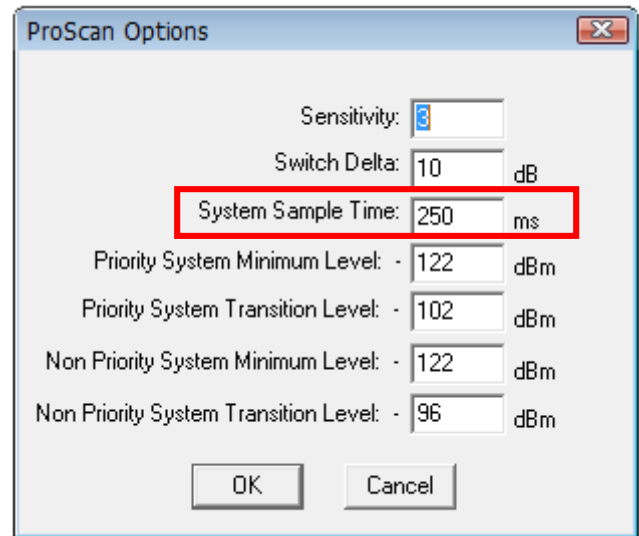 ProScan Options
Sensitivity: 3
Switch Delta: 10 dB
System Sample Time: 250 ms
Priority System Minimum Level: - 122 dBm
Priority System Transition Level: - 102 dBm
Non Priority System Minimum Level: - 122 dBm
Non Priority System Transition Level: - 96 dBm
OK Cancel